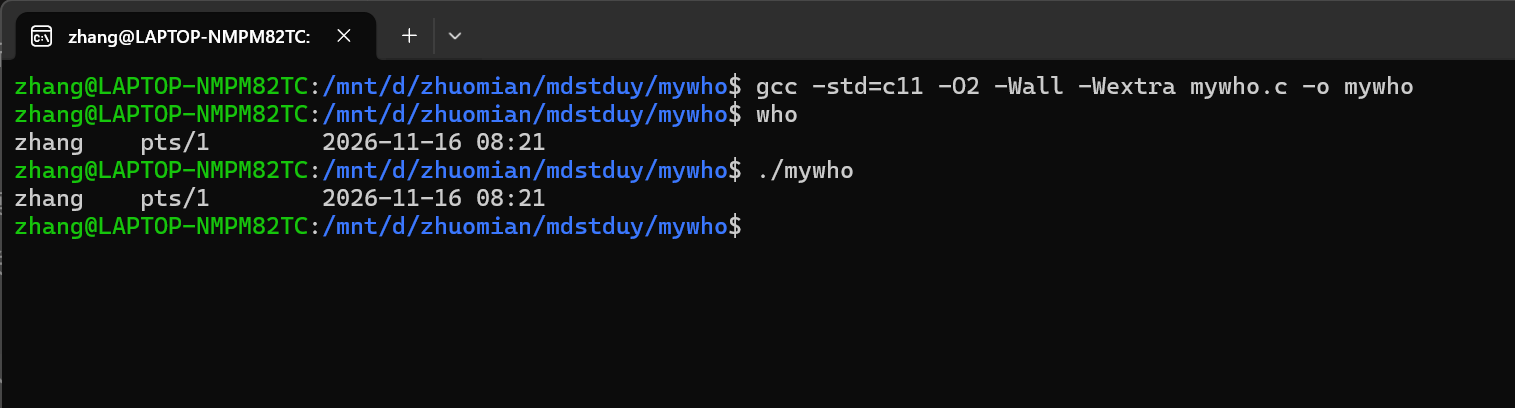 zhang@LAPTOP-NMPM82TC:
zhang@LAPTOP-NMPM82TC:/mnt/d/zhuomian/mdstduy/mywho$ gcc -std=c11 -O2 -Wall -Wextra mywho.c -o mywho
zhang@LAPTOP-NMPM82TC:/mnt/d/zhuomian/mdstduy/mywho$ who
zhang    pts/1        2026-11-16 08:21
zhang@LAPTOP-NMPM82TC:/mnt/d/zhuomian/mdstduy/mywho$ ./mywho
zhang    pts/1        2026-11-16 08:21
zhang@LAPTOP-NMPM82TC:/mnt/d/zhuomian/mdstduy/mywho$